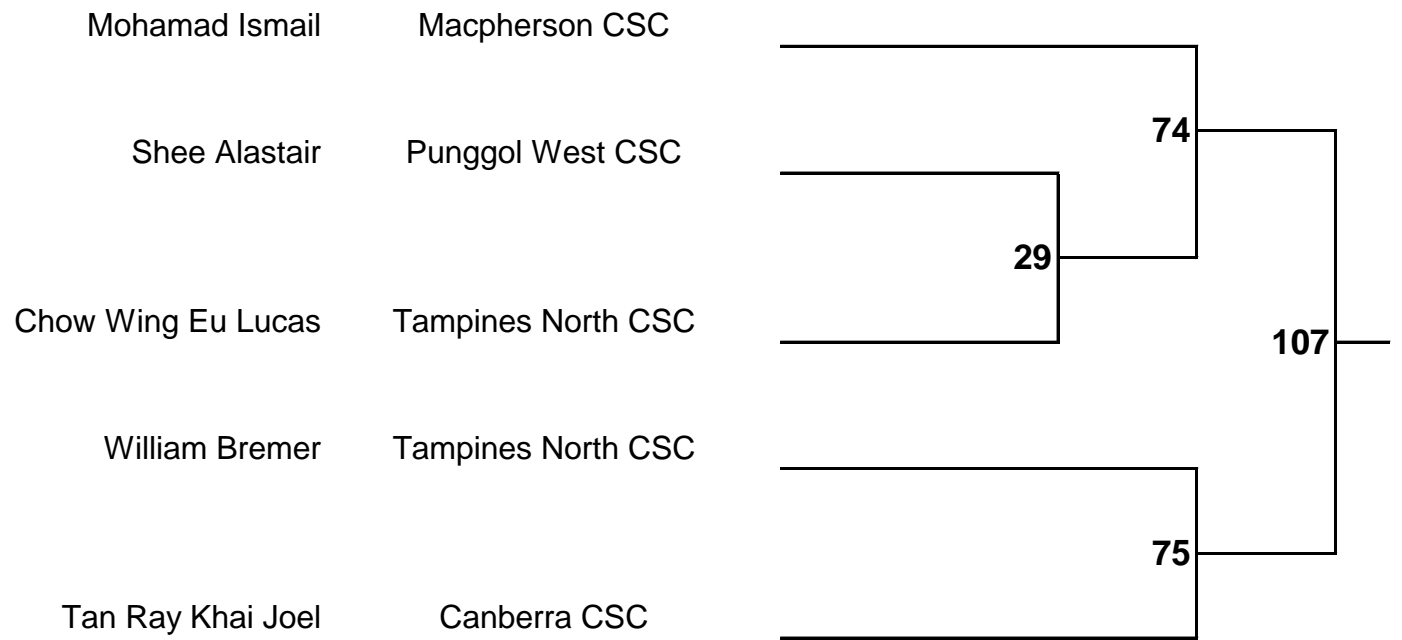 Mohamad Ismail Macpherson CSC
74
Shee Alastair Punggol West CSC
29
Chow Wing Eu Lucas Tampines North CSC
107
William Bremer Tampines North CSC
75
Tan Ray Khai Joel Canberra CSC